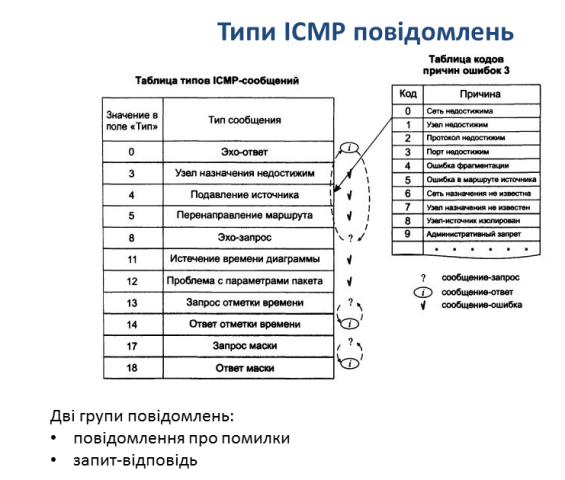 Типи ICMP повідомлень
Таблица типов ICMP-сообщений
Значение в
поле «Тип»
Тип сообщения
0 Эхо-ответ i
3 Узел назначения недостижим
4 Подавление источника
5 Перенаправление маршрута
8 Эхо-запрос ?
11 Истечение времени диаграммы
12 Проблема с параметрами пакета
13 Запрос отметки времени ?
14 Ответ отметки времени i
17 Запрос маски ?
18 Ответ маски i
Таблица кодов
причин ошибок 3
Код Причина
0 Сеть недостижима
1 Узел недостижим
2 Протокол недостижим
3 Порт недостижим
4 Ошибка фрагментации
5 Ошибка в маршруте источника
6 Сеть назначения не известна
7 Узел назначения не известен
8 Узел-источник изолирован
9 Административный запрет
? сообщение-запрос
i сообщение-ответ
√ сообщение-ошибка
Дві групи повідомлень:
• повідомлення про помилки
• запит-відповідь